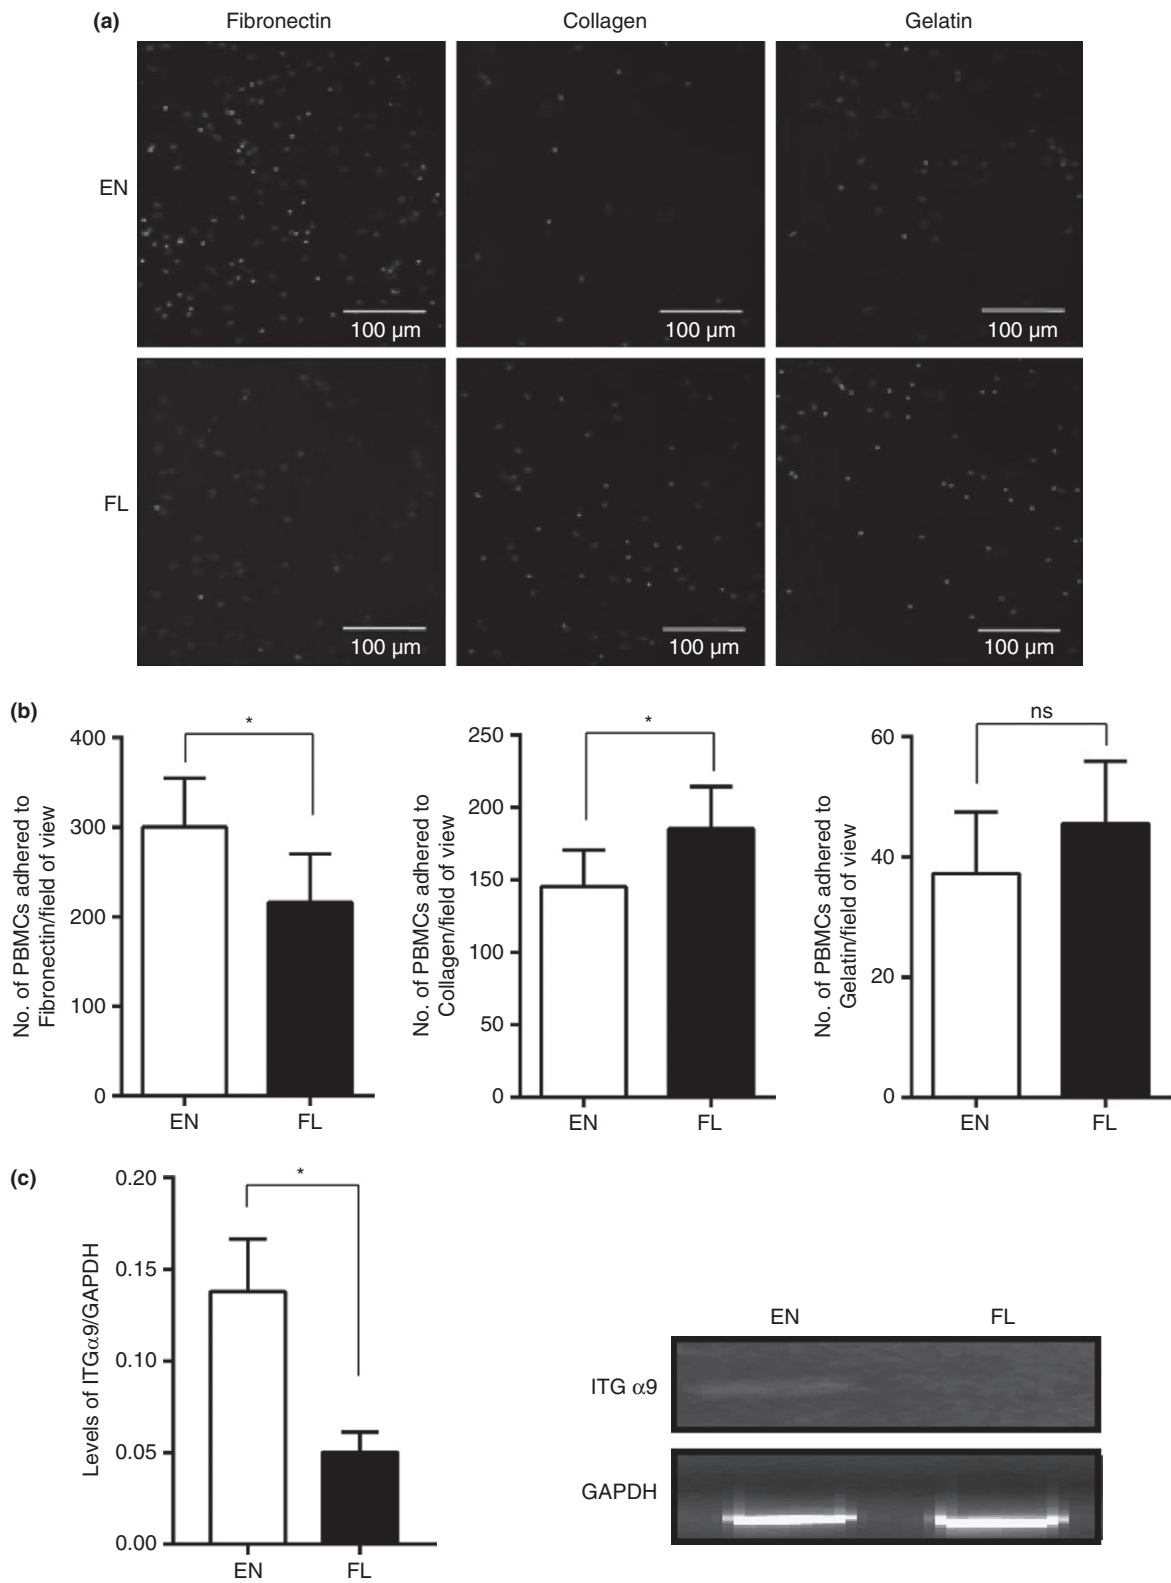 (a)
Fibronectin
Collagen
Gelatin
EN
100 µm
100 µm
100 µm
FL
100 µm
100 µm
100 µm
(b)
No. of PBMCs adhered to
Fibronectin/field of view
400
300
200
100
0
*
EN
FL
No. of PBMCs adhered to
Collagen/field of view
250
200
150
100
50
0
*
EN
FL
No. of PBMCs adhered to
Gelatin/field of view
60
40
20
0
ns
EN
FL
(c)
Levels of ITGα9/GAPDH
0.20
0.15
0.10
0.05
0.00
*
EN
FL
EN
FL
ITG α9
GAPDH